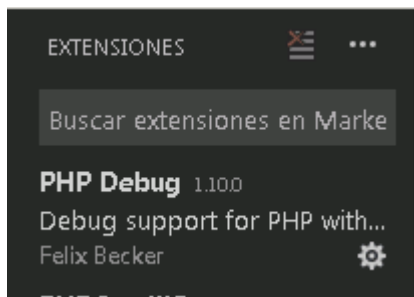 EXTENSIONES
Buscar extensiones en Marke
PHP Debug 1.10.0
Debug support for PHP with...
Felix Becker